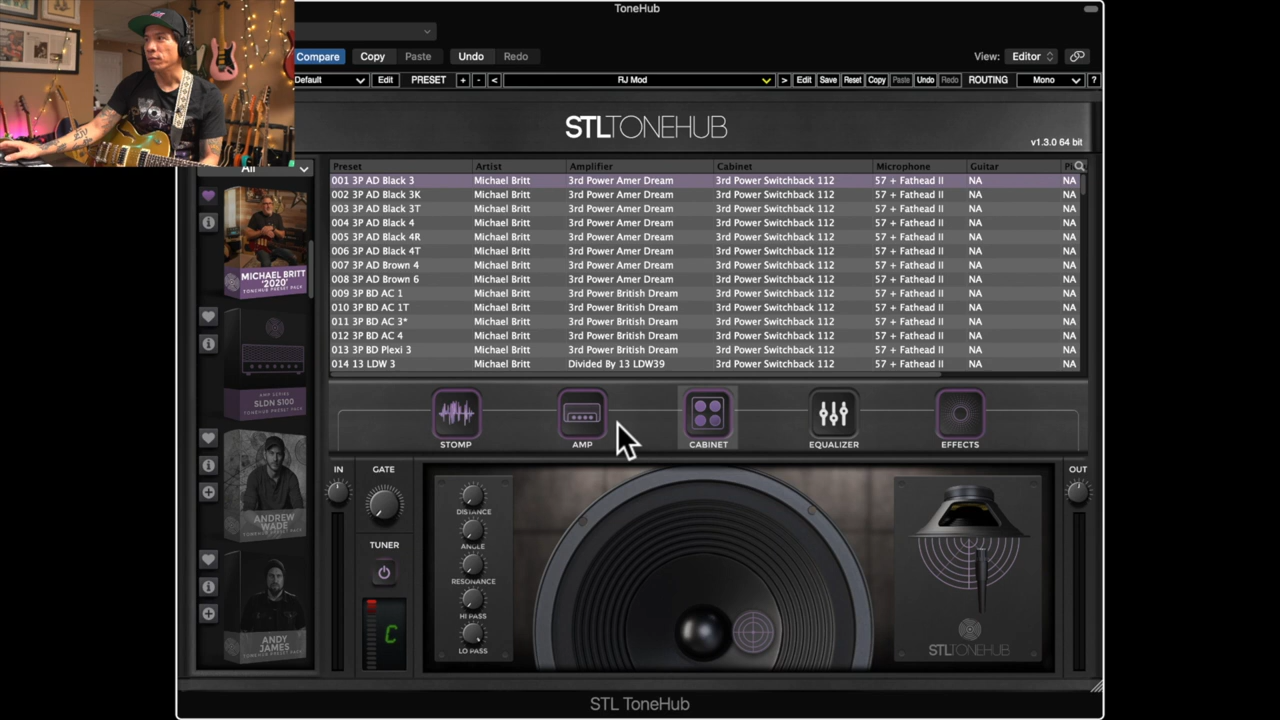 ToneHub
Compare Copy Paste Undo Redo View: Editor
Default Edit PRESET + - < RJ Mod > Edit Save Reset Copy Paste Undo Redo ROUTING Mono ?
STLTONEHUB
v1.3.0 64 bit
All
Preset Artist Amplifier Cabinet Microphone Guitar
001 3P AD Black 3 Michael Britt 3rd Power Amer Dream 3rd Power Switchback 112 57 + Fathead II NA NA
002 3P AD Black 3K Michael Britt 3rd Power Amer Dream 3rd Power Switchback 112 57 + Fathead II NA NA
003 3P AD Black 3T Michael Britt 3rd Power Amer Dream 3rd Power Switchback 112 57 + Fathead II NA NA
004 3P AD Black 4 Michael Britt 3rd Power Amer Dream 3rd Power Switchback 112 57 + Fathead II NA NA
005 3P AD Black 4R Michael Britt 3rd Power Amer Dream 3rd Power Switchback 112 57 + Fathead II NA NA
006 3P AD Black 4T Michael Britt 3rd Power Amer Dream 3rd Power Switchback 112 57 + Fathead II NA NA
007 3P AD Brown 4 Michael Britt 3rd Power Amer Dream 3rd Power Switchback 112 57 + Fathead II NA NA
008 3P AD Brown 6 Michael Britt 3rd Power Amer Dream 3rd Power Switchback 112 57 + Fathead II NA NA
009 3P BD AC 1 Michael Britt 3rd Power British Dream 3rd Power Switchback 112 57 + Fathead II NA NA
010 3P BD AC 1T Michael Britt 3rd Power British Dream 3rd Power Switchback 112 57 + Fathead II NA NA
011 3P BD AC 3* Michael Britt 3rd Power British Dream 3rd Power Switchback 112 57 + Fathead II NA NA
012 3P BD AC 4 Michael Britt 3rd Power British Dream 3rd Power Switchback 112 57 + Fathead II NA NA
013 3P BD Plexi 3 Michael Britt 3rd Power British Dream 3rd Power Switchback 112 57 + Fathead II NA NA
014 13 LDW 3 Michael Britt Divided By 13 LDW39 3rd Power Switchback 112 57 + Fathead II NA NA
MICHAEL BRITT
'2020'
TONEHUB PRESET PACK
AMP SERIES
SLDN S100
TONEHUB PRESET PACK
ANDREW
WADE
TONEHUB PRESET PACK
ANDY
JAMES
TONEHUB PRESET PACK
STOMP AMP CABINET EQUALIZER EFFECTS
IN GATE OUT
TUNER
C
DISTANCE
ANGLE
RESONANCE
HI PASS
LO PASS
STLTONEHUB
STL ToneHub